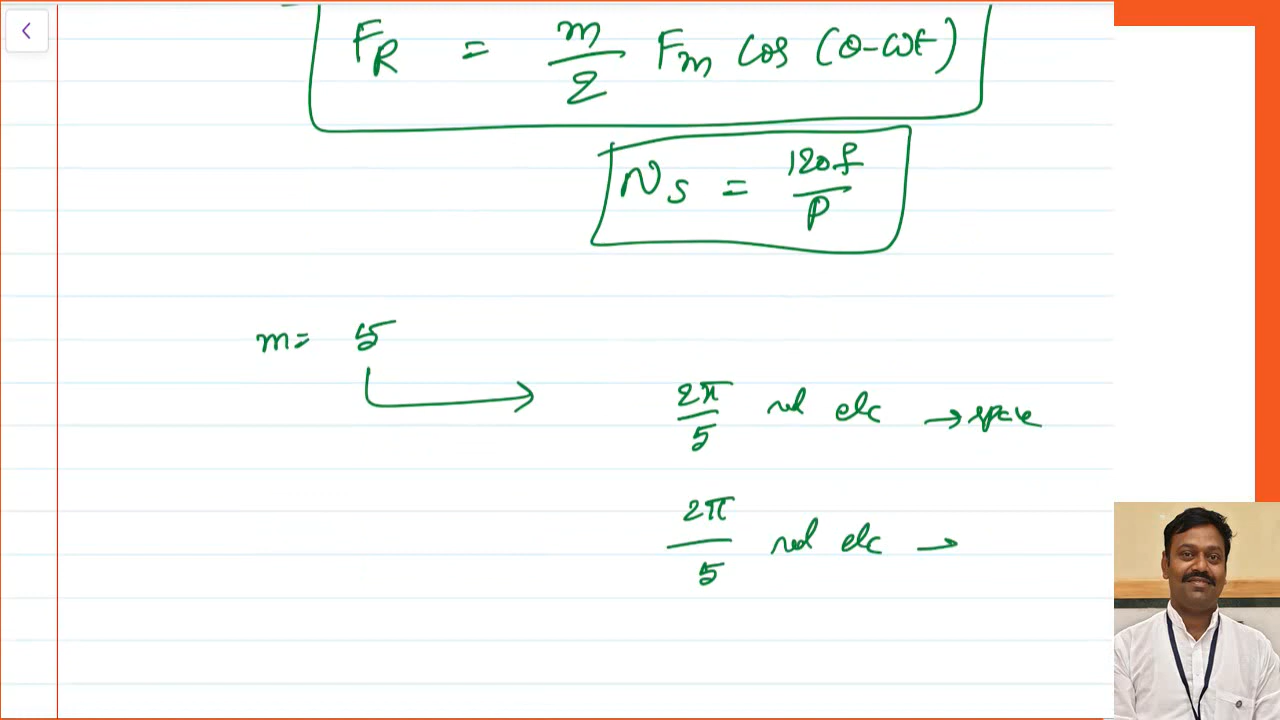 F_R = m/2 F_m cos (θ-ωt)
N_s = 120f/P
m= 5
2π/5 rad elc → space
2π/5 rad elc →